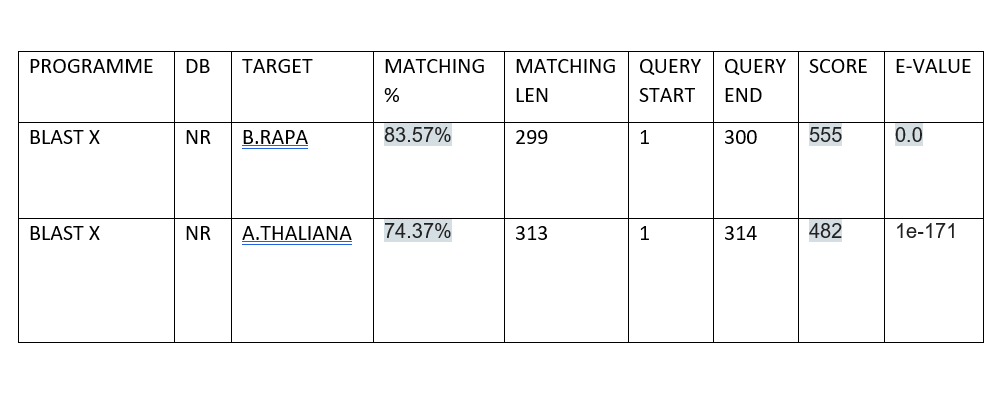 PROGRAMME DB TARGET MATCHING % MATCHING LEN QUERY START QUERY END SCORE E-VALUE
BLAST X NR B.RAPA 83.57% 299 1 300 555 0.0
BLAST X NR A.THALIANA 74.37% 313 1 314 482 1e-171